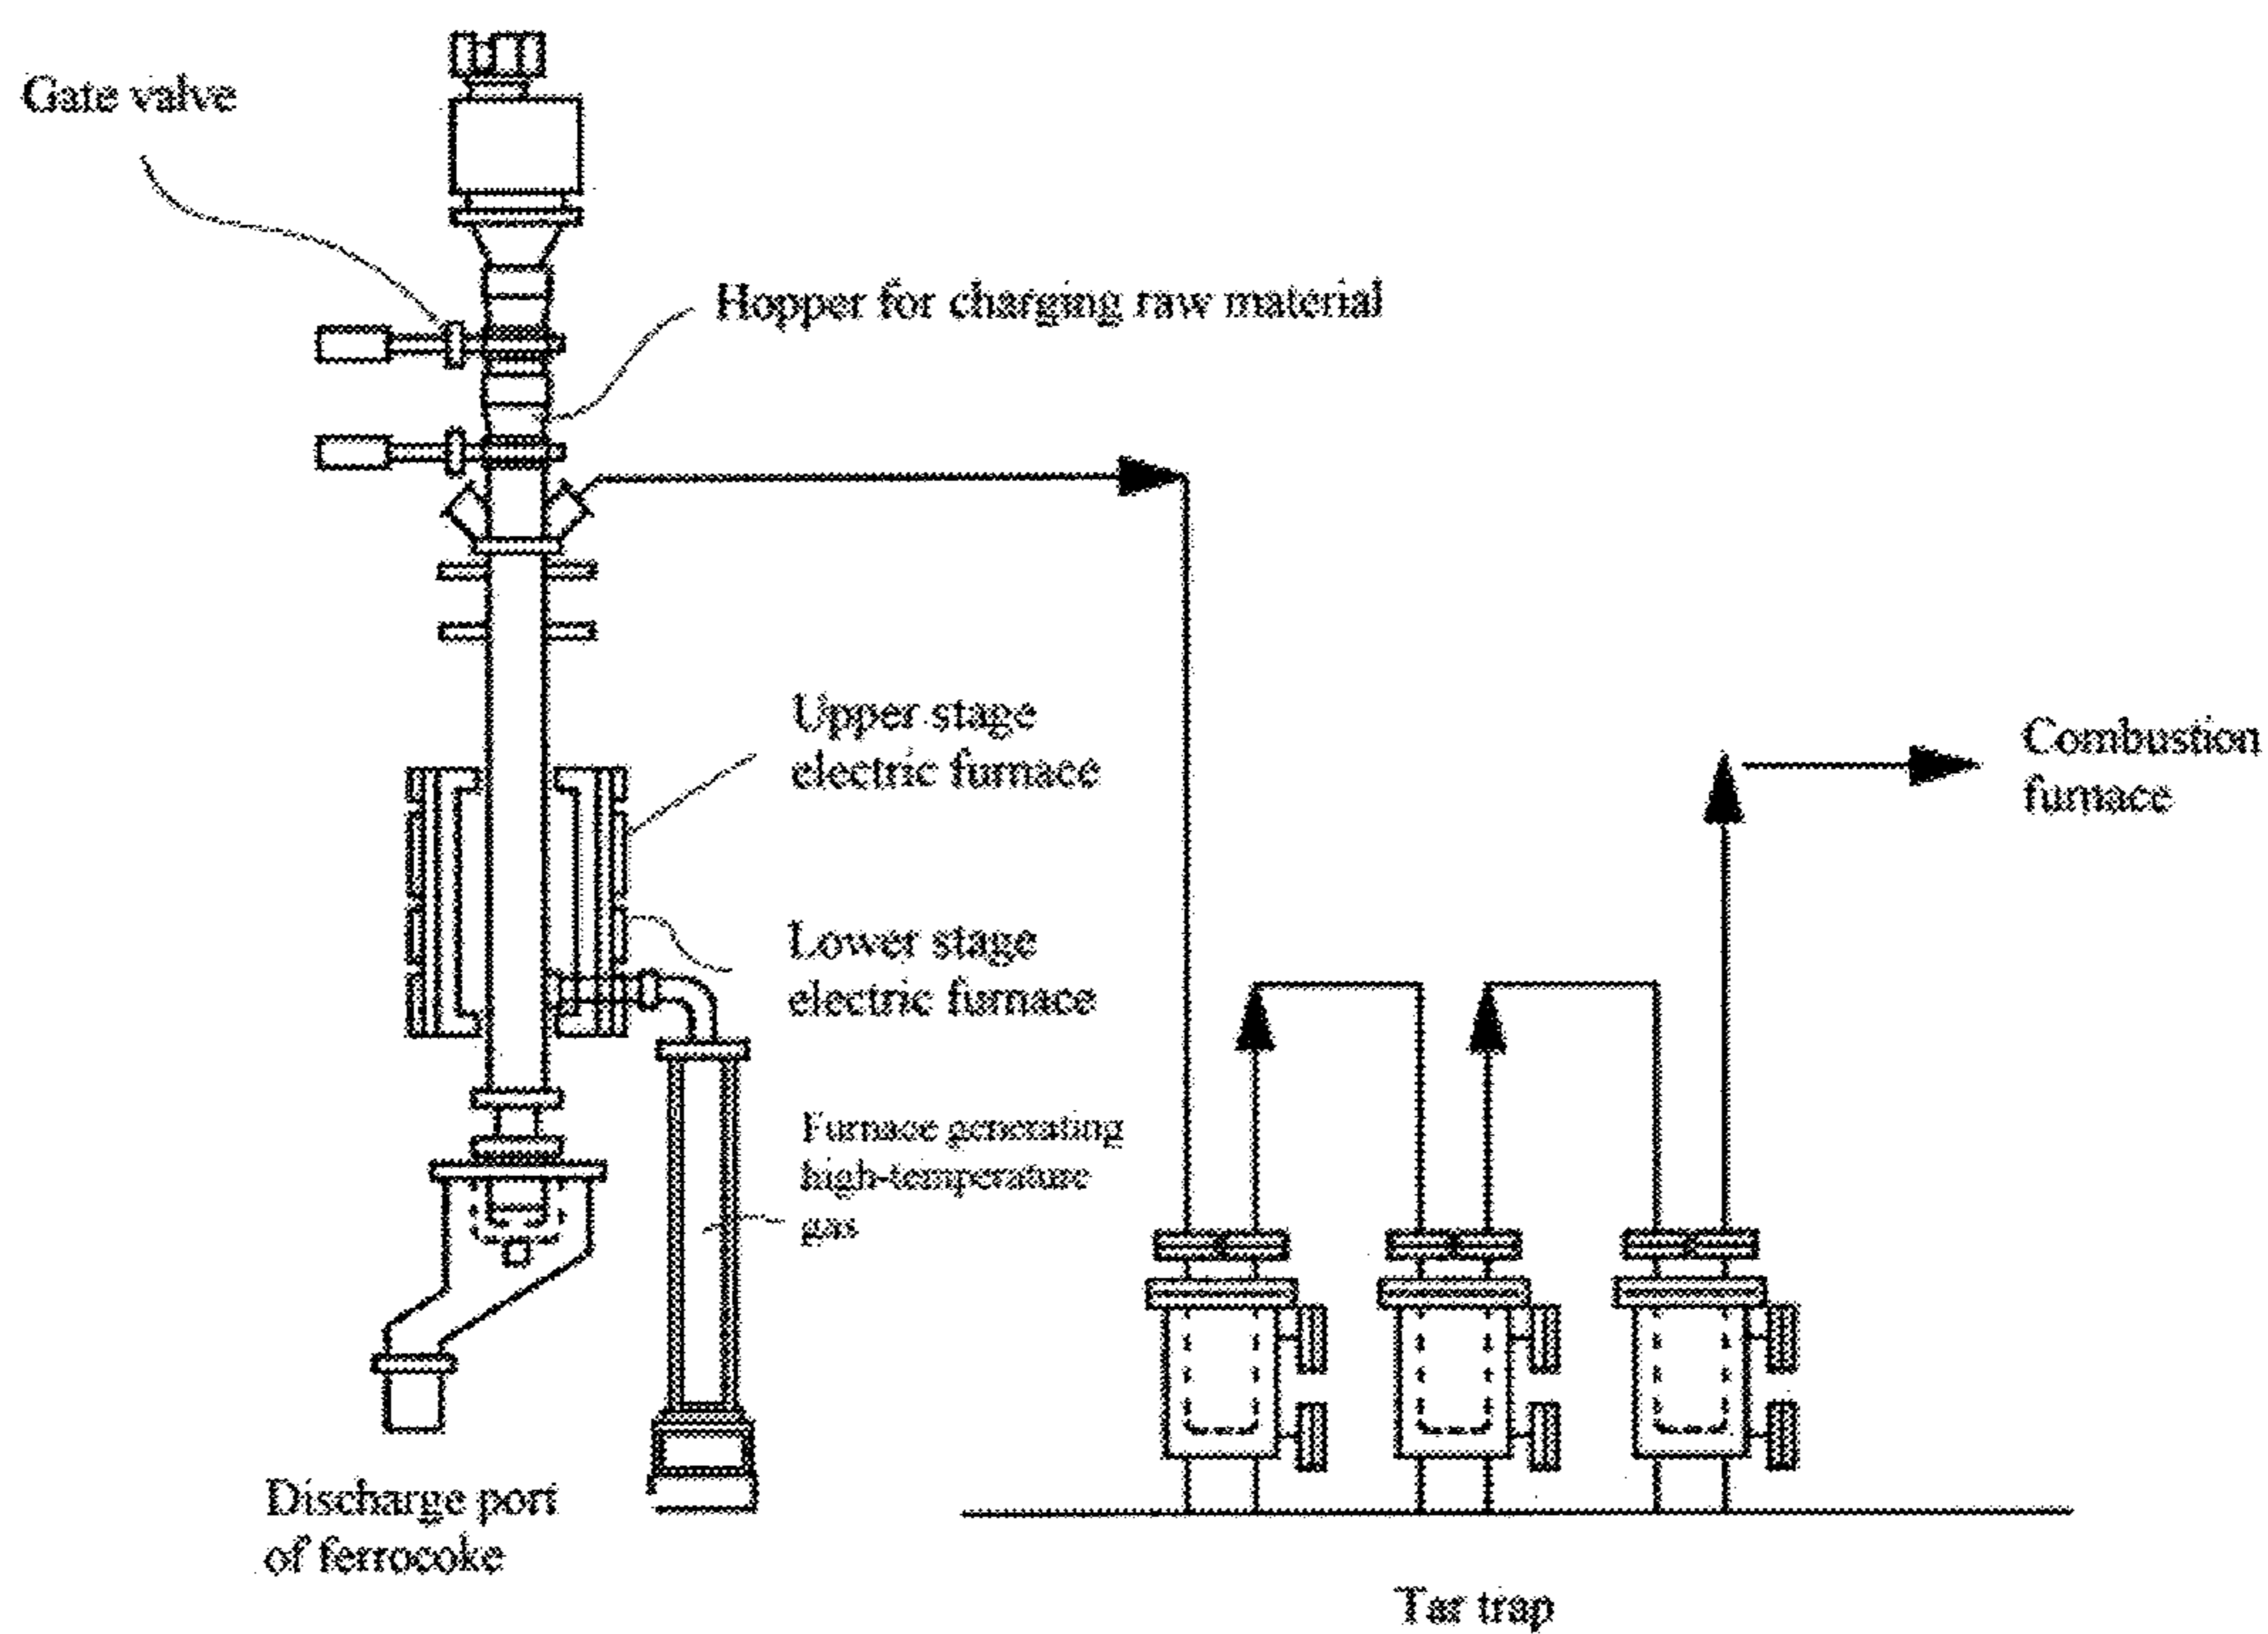 Gate valve
Hopper for charging raw material
Upper stage
electric furnace
Combustion
furnace
Lower stage
electric furnace
Furnace generating
high-temperature
gas
Discharge port
of ferrocoke
Tar trap